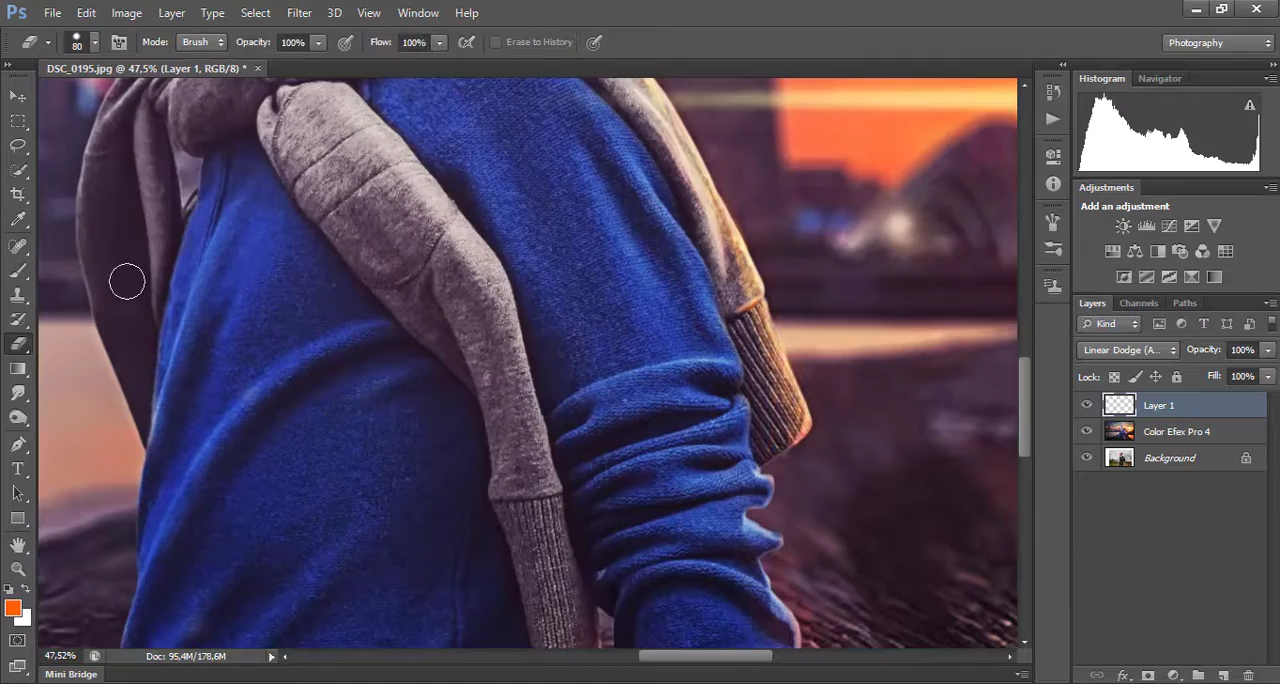 Ps File Edit Image Layer Type Select Filter 3D View Window Help
80 Mode: Brush Opacity: 100% Flow: 100% Erase to History Photography
DSC_0195.jpg @ 47,5% (Layer 1, RGB/8) * ×
Histogram Navigator
Adjustments
Add an adjustment
Layers Channels Paths
Kind
Linear Dodge (A... Opacity: 100%
Lock: Fill: 100%
Layer 1
Color Efex Pro 4
Background
47,52% Doc: 95,4M/178,6M
Mini Bridge